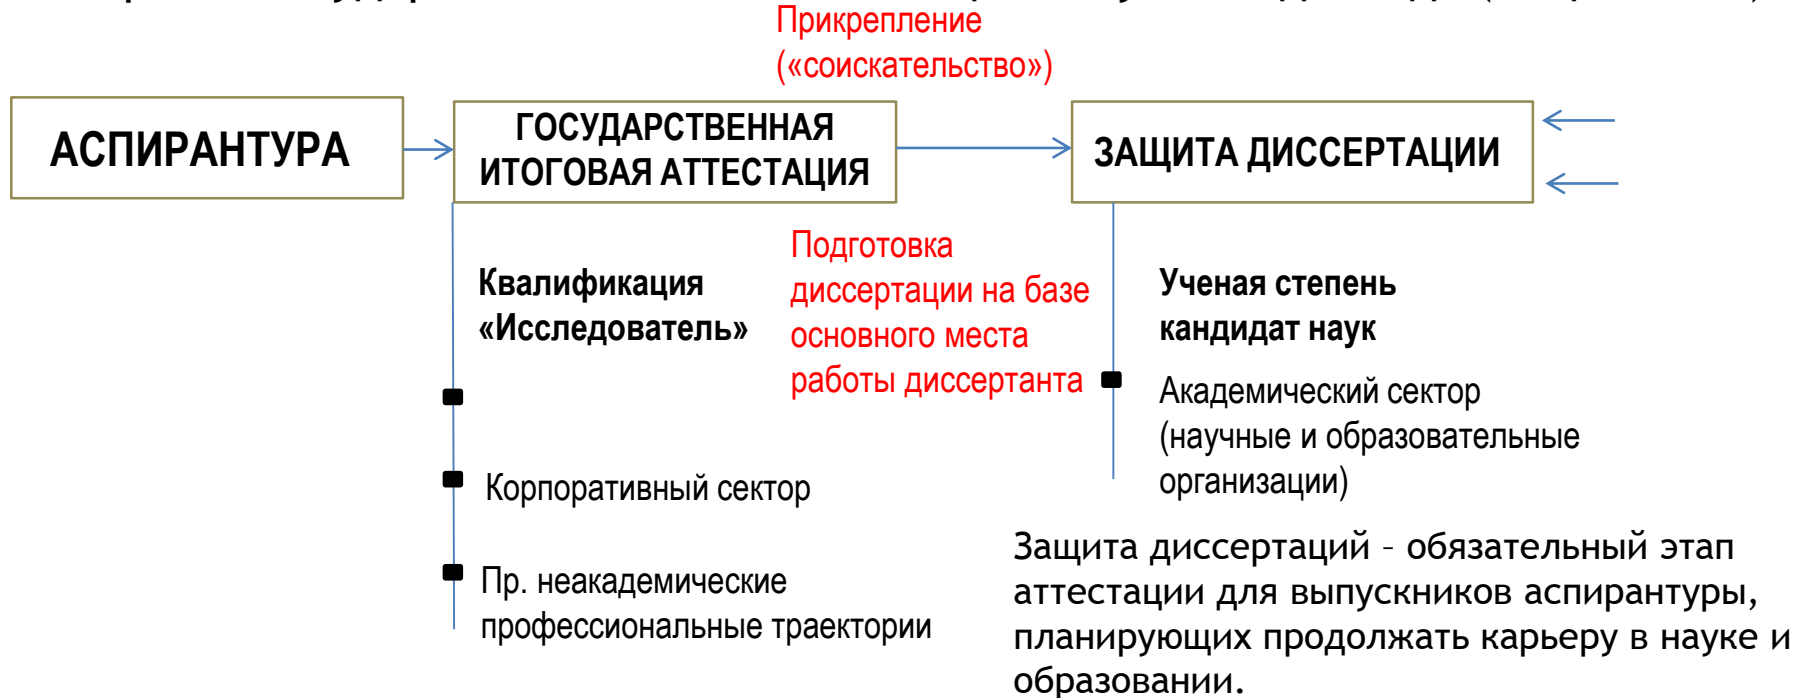 Прикрепление
(«соискательство»)
АСПИРАНТУРА
ГОСУДАРСТВЕННАЯ
ИТОГОВАЯ АТТЕСТАЦИЯ
ЗАЩИТА ДИССЕРТАЦИИ
Квалификация
«Исследователь»
Подготовка
диссертации на базе
основного места
работы диссертанта
Ученая степень
кандидат наук
Академический сектор
(научные и образовательные
организации)
Корпоративный сектор
Пр. неакадемические
профессиональные траектории
Защита диссертаций – обязательный этап
аттестации для выпускников аспирантуры,
планирующих продолжать карьеру в науке и
образовании.